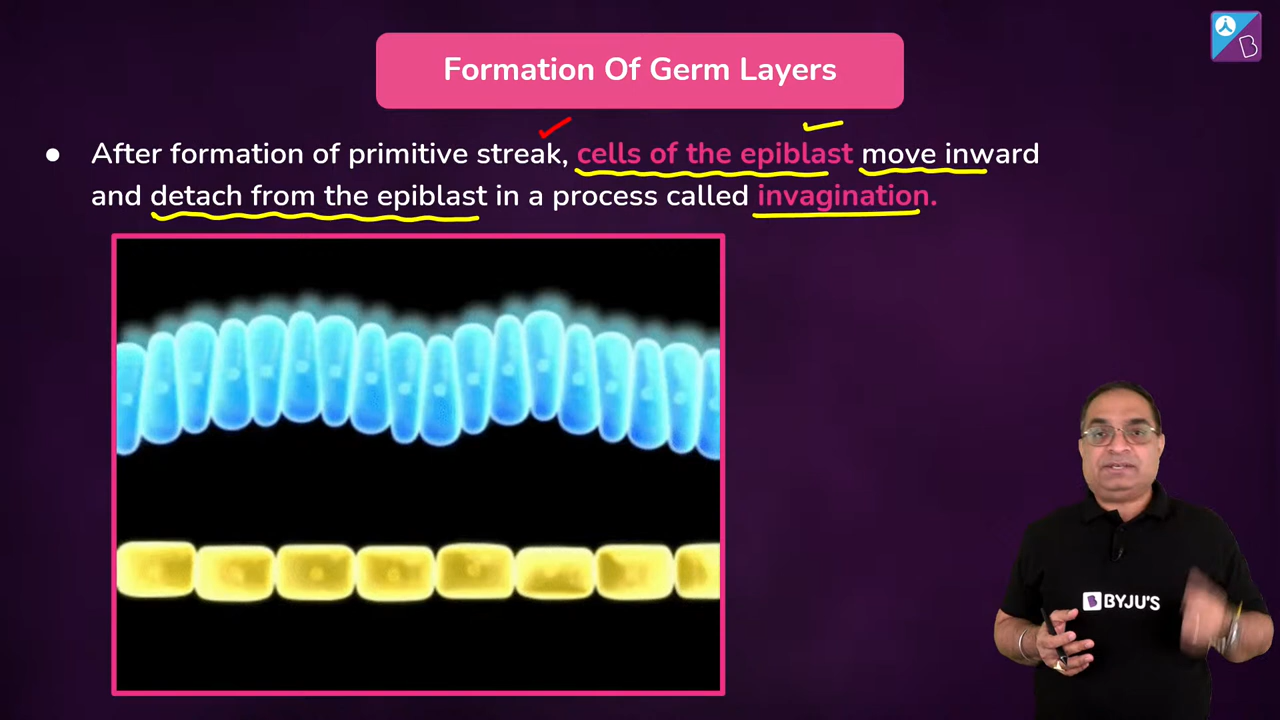 Formation Of Germ Layers
● After formation of primitive streak, cells of the epiblast move inward
and detach from the epiblast in a process called invagination.
B BYJU'S